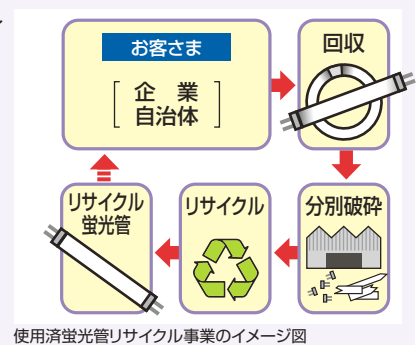 お客さま
企 業
自治体
回収
分別破砕
リサイクル
リサイクル
蛍光管
使用済蛍光管リサイクル事業のイメージ図